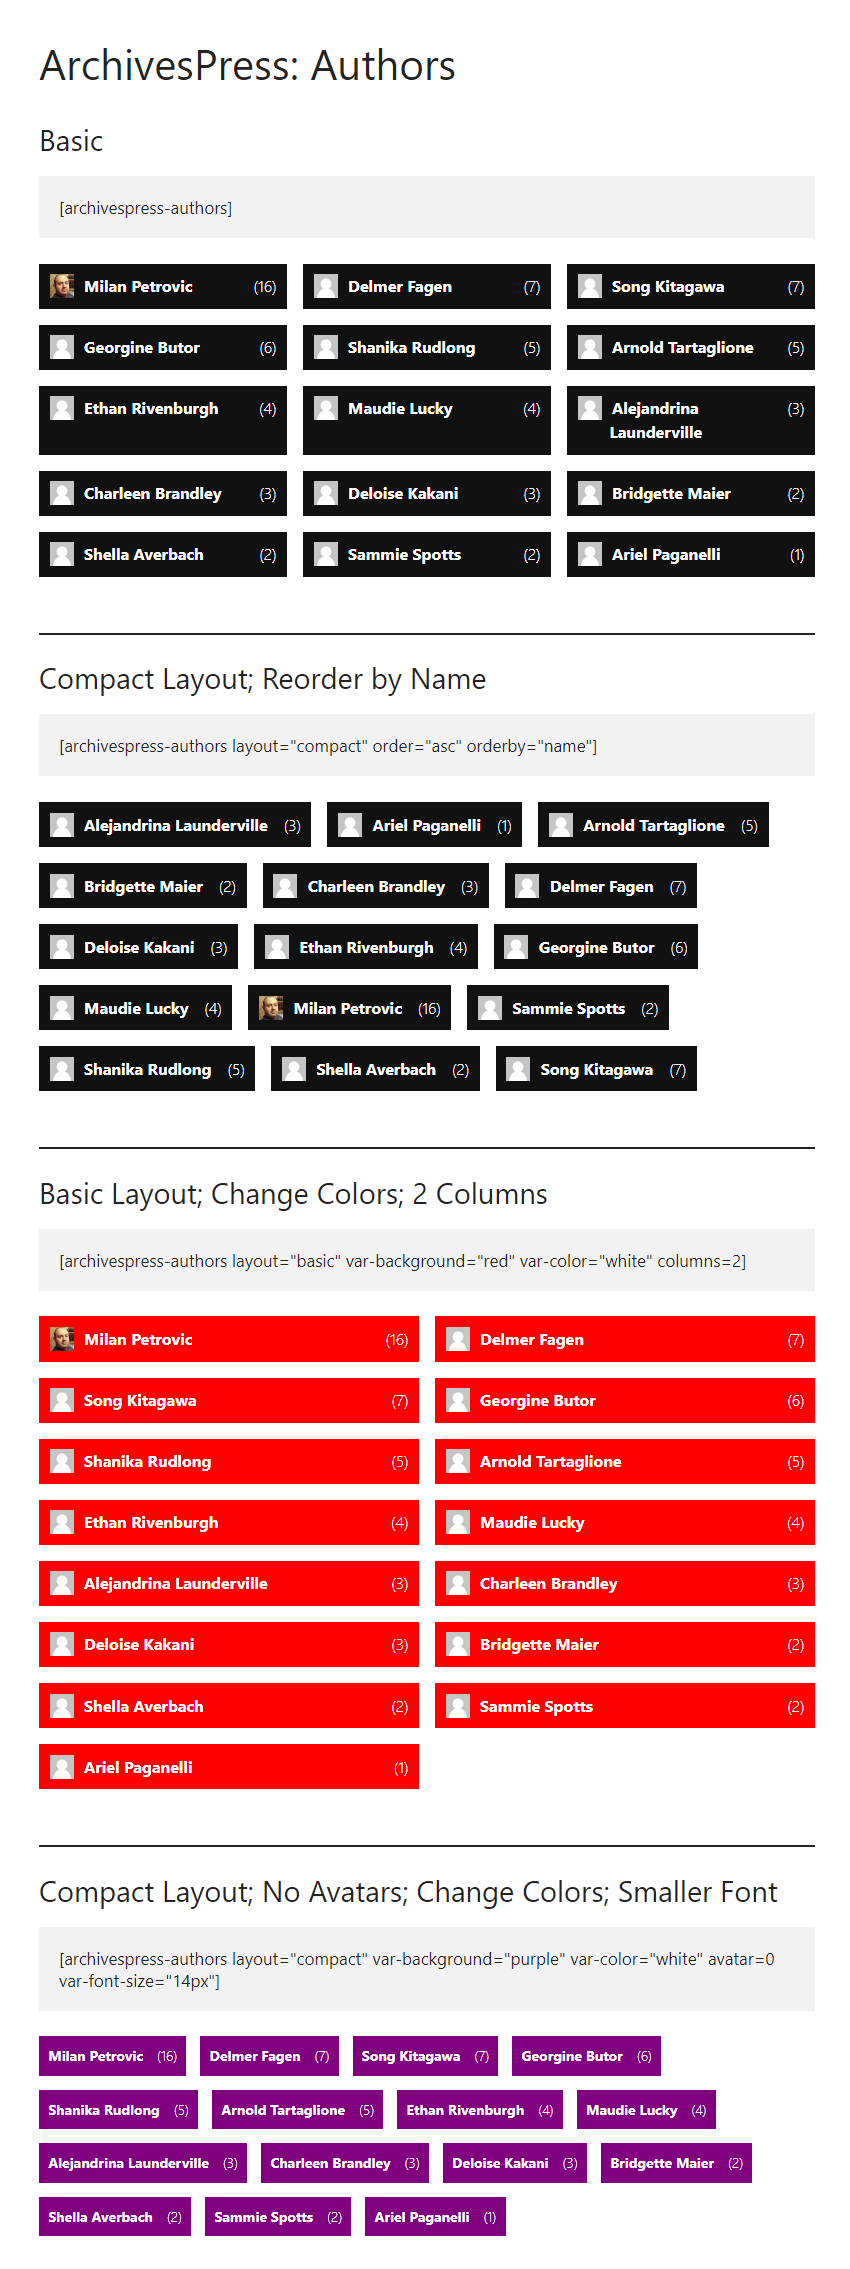 ArchivesPress: Authors
Basic
[archivespress-authors]
Milan Petrovic (16) Delmer Fagen (7) Song Kitagawa (7)
Georgine Butor (6) Shanika Rudlong (5) Arnold Tartaglione (5)
Ethan Rivenburgh (4) Maudie Lucky (4) Alejandrina (3)
Launderville
Charleen Brandley (3) Deloise Kakani (3) Bridgette Maier (2)
Shella Averbach (2) Sammie Spotts (2) Ariel Paganelli (1)
Compact Layout; Reorder by Name
[archivespress-authors layout="compact" order="asc" orderby="name"]
Alejandrina Launderville (3) Ariel Paganelli (1) Arnold Tartaglione (5)
Bridgette Maier (2) Charleen Brandley (3) Delmer Fagen (7)
Deloise Kakani (3) Ethan Rivenburgh (4) Georgine Butor (6)
Maudie Lucky (4) Milan Petrovic (16) Sammie Spotts (2)
Shanika Rudlong (5) Shella Averbach (2) Song Kitagawa (7)
Basic Layout; Change Colors; 2 Columns
[archivespress-authors layout="basic" var-background="red" var-color="white" columns=2]
Milan Petrovic (16) Delmer Fagen (7)
Song Kitagawa (7) Georgine Butor (6)
Shanika Rudlong (5) Arnold Tartaglione (5)
Ethan Rivenburgh (4) Maudie Lucky (4)
Alejandrina Launderville (3) Charleen Brandley (3)
Deloise Kakani (3) Bridgette Maier (2)
Shella Averbach (2) Sammie Spotts (2)
Ariel Paganelli (1)
Compact Layout; No Avatars; Change Colors; Smaller Font
[archivespress-authors layout="compact" var-background="purple" var-color="white" avatar=0
var-font-size="14px"]
Milan Petrovic (16) Delmer Fagen (7) Song Kitagawa (7) Georgine Butor (6)
Shanika Rudlong (5) Arnold Tartaglione (5) Ethan Rivenburgh (4) Maudie Lucky (4)
Alejandrina Launderville (3) Charleen Brandley (3) Deloise Kakani (3) Bridgette Maier (2)
Shella Averbach (2) Sammie Spotts (2) Ariel Paganelli (1)